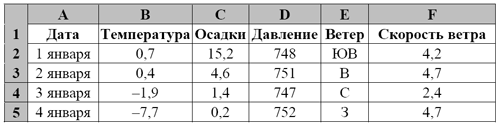 A B C D E F
1 Дата Температура Осадки Давление Ветер Скорость ветра
2 1 января 0,7 15,2 748 ЮВ 4,2
3 2 января 0,4 4,6 751 В 4,7
4 3 января –1,9 1,4 747 С 2,4
5 4 января –7,7 0,2 752 З 4,7